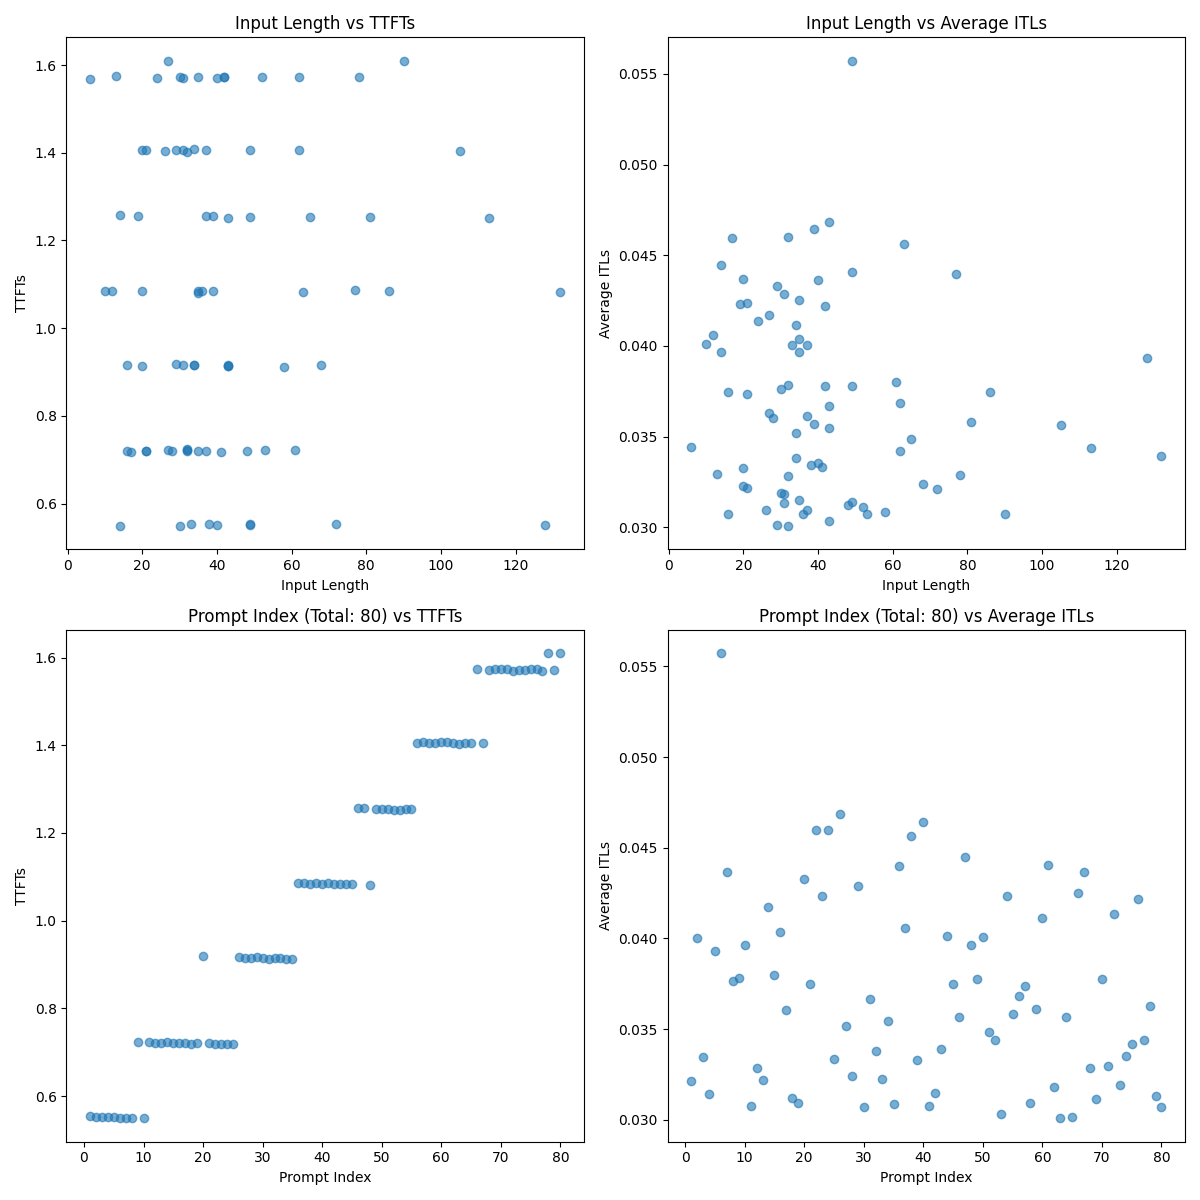 Input Length vs TTFTs
TTFTs
1.6
1.4
1.2
1.0
0.8
0.6
0 20 40 60 80 100 120
Input Length
Input Length vs Average ITLs
Average ITLs
0.055
0.050
0.045
0.040
0.035
0.030
0 20 40 60 80 100 120
Input Length
Prompt Index (Total: 80) vs TTFTs
TTFTs
1.6
1.4
1.2
1.0
0.8
0.6
0 10 20 30 40 50 60 70 80
Prompt Index
Prompt Index (Total: 80) vs Average ITLs
Average ITLs
0.055
0.050
0.045
0.040
0.035
0.030
0 10 20 30 40 50 60 70 80
Prompt Index